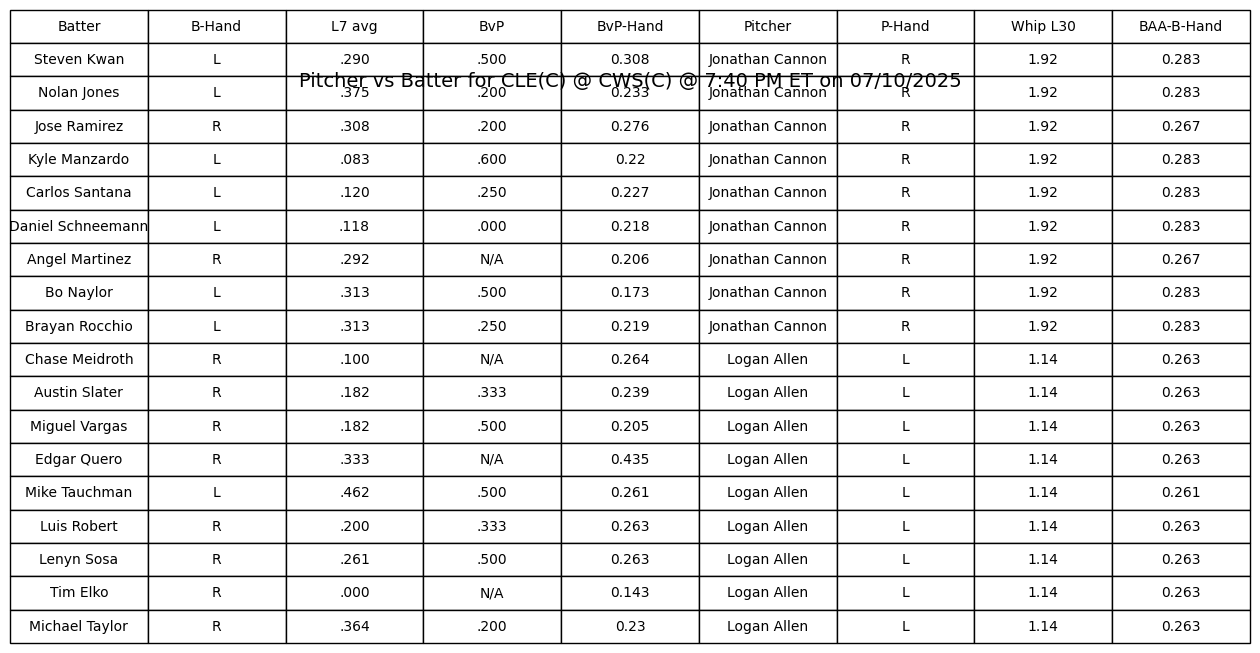 Batter B-Hand L7 avg BvP BvP-Hand Pitcher P-Hand Whip L30 BAA-B-Hand
Steven Kwan L .290 .500 0.308 Jonathan Cannon R 1.92 0.283
Pitcher vs Batter for CLE(C) @ CWS(C) @ 7:40 PM ET on 07/10/2025
Nolan Jones L .375 .200 0.233 Jonathan Cannon R 1.92 0.283
Jose Ramirez R .308 .200 0.276 Jonathan Cannon R 1.92 0.267
Kyle Manzardo L .083 .600 0.22 Jonathan Cannon R 1.92 0.283
Carlos Santana L .120 .250 0.227 Jonathan Cannon R 1.92 0.283
Daniel Schneemann L .118 .000 0.218 Jonathan Cannon R 1.92 0.283
Angel Martinez R .292 N/A 0.206 Jonathan Cannon R 1.92 0.267
Bo Naylor L .313 .500 0.173 Jonathan Cannon R 1.92 0.283
Brayan Rocchio L .313 .250 0.219 Jonathan Cannon R 1.92 0.283
Chase Meidroth R .100 N/A 0.264 Logan Allen L 1.14 0.263
Austin Slater R .182 .333 0.239 Logan Allen L 1.14 0.263
Miguel Vargas R .182 .500 0.205 Logan Allen L 1.14 0.263
Edgar Quero R .333 N/A 0.435 Logan Allen L 1.14 0.263
Mike Tauchman L .462 .500 0.261 Logan Allen L 1.14 0.261
Luis Robert R .200 .333 0.263 Logan Allen L 1.14 0.263
Lenyn Sosa R .261 .500 0.263 Logan Allen L 1.14 0.263
Tim Elko R .000 N/A 0.143 Logan Allen L 1.14 0.263
Michael Taylor R .364 .200 0.23 Logan Allen L 1.14 0.263